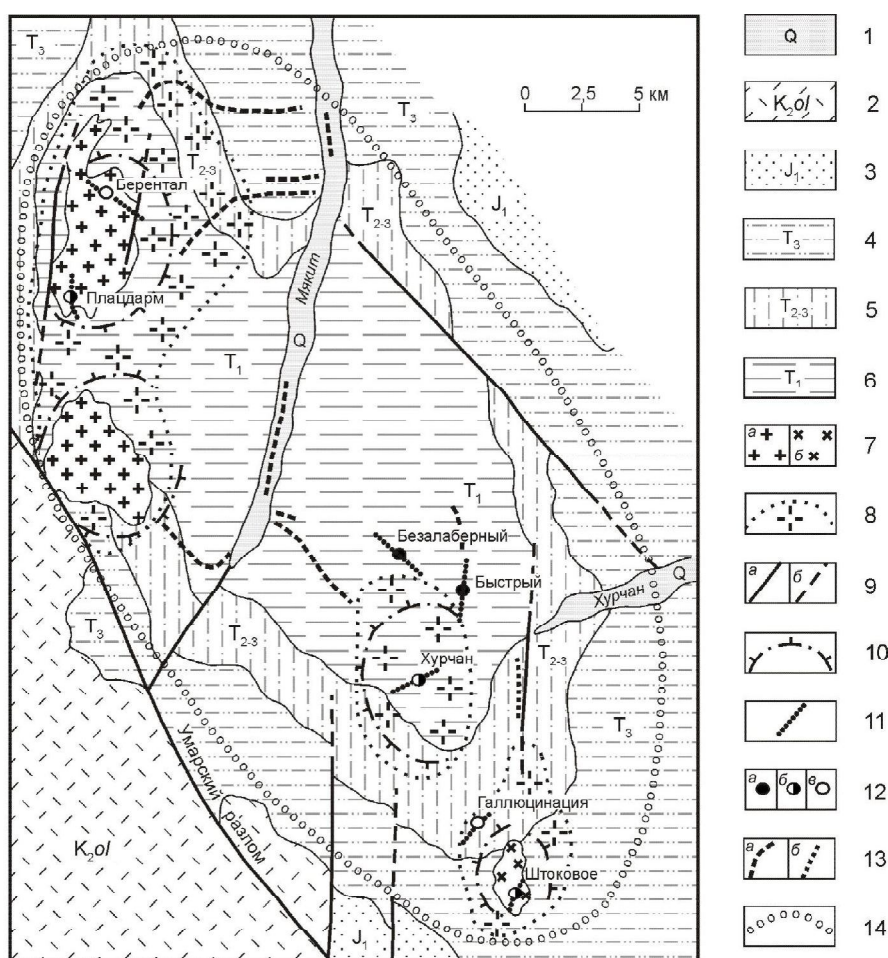 T₃
T₃
0 2,5 5 км
T₂₋₃
Берентал
T₂₋₃
J₁
Мякит
Плацдарм
Q
T₁
T₁
Безалаберный
Быстрый
Хурчан
Q
T₃
T₂₋₃
Хурчан
T₂₋₃
T₃
Умарский
разлом
Галлюцинация
K₂ol
Штоковое
J₁
Q 1
K₂ol 2
J₁ 3
T₃ 4
T₂₋₃ 5
T₁ 6
а б 7
8
а б 9
10
11
а б в 12
а б 13
14